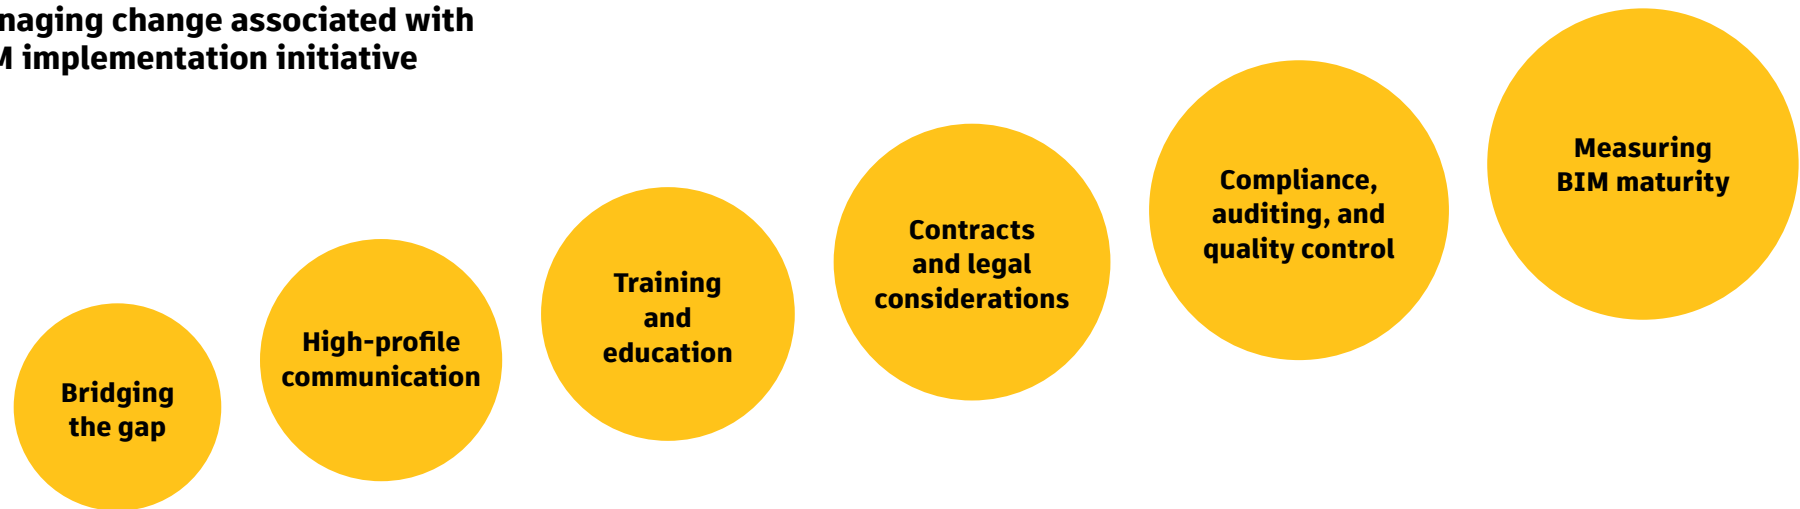 naging change associated with
M implementation initiative
Bridging
the gap
High-profile
communication
Training
and
education
Contracts
and legal
considerations
Compliance,
auditing, and
quality control
Measuring
BIM maturity